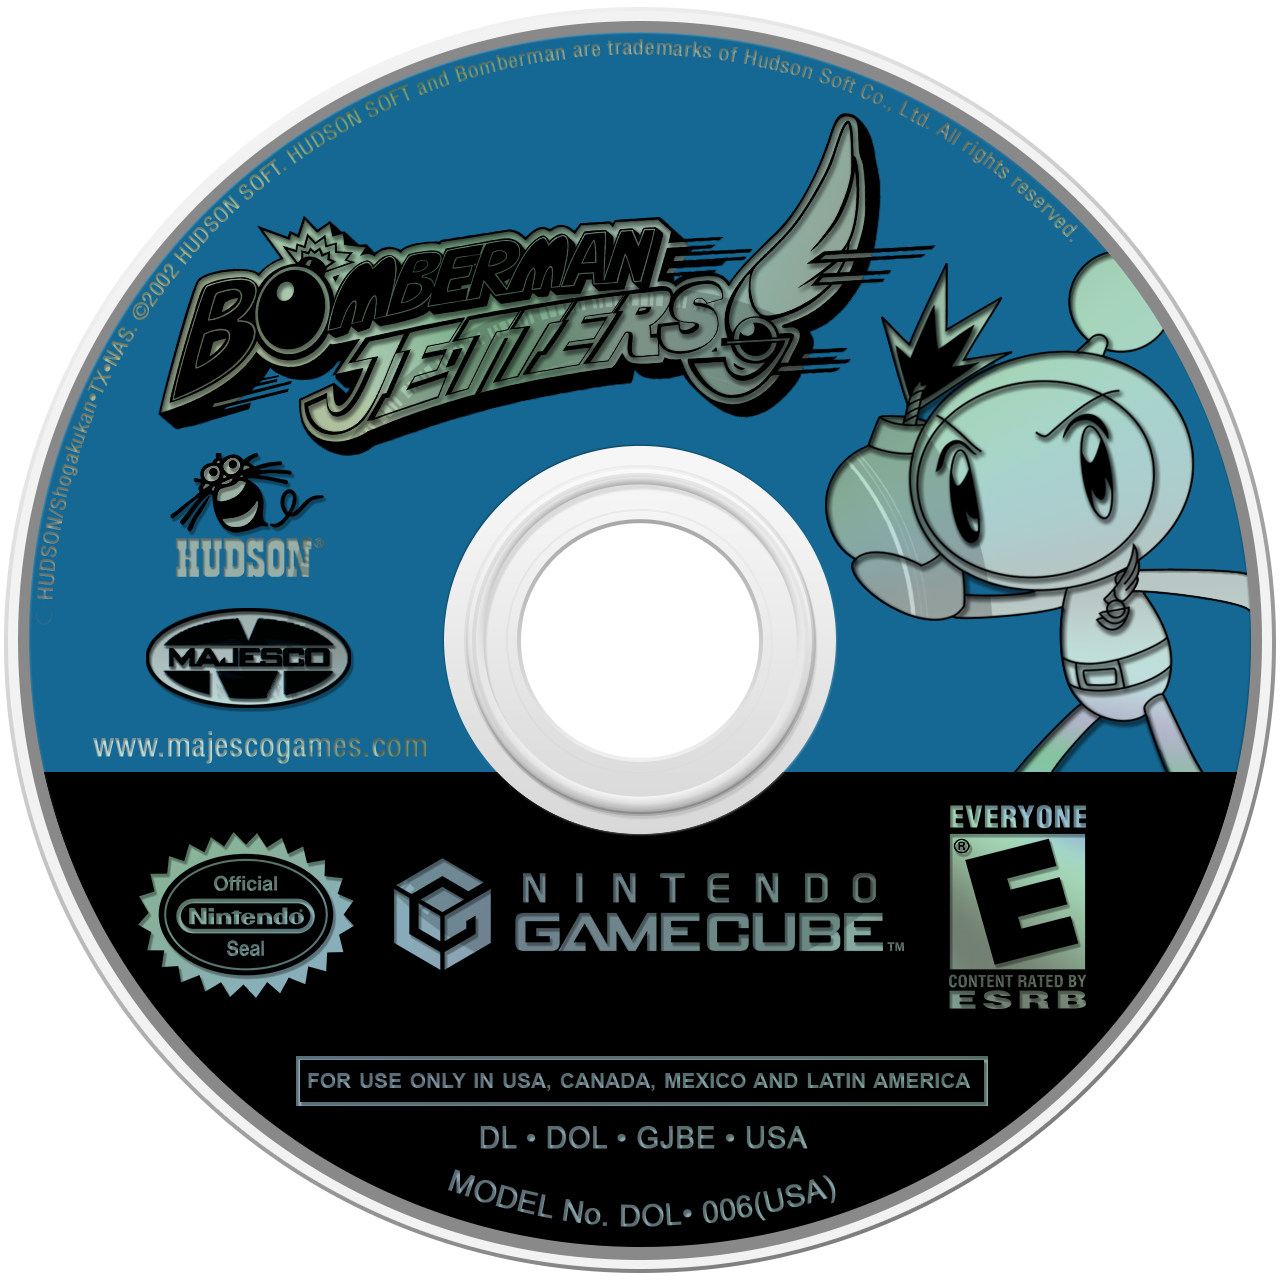 HUDSON/Shogakukan•TX•NAS. ©2002 HUDSON SOFT. HUDSON SOFT and Bomberman are trademarks of Hudson Soft Co., Ltd. All rights reserved.
BOMBERMAN
JETTERS
HUDSON®
MAJESCO
www.majescogames.com
EVERYONE
E®
CONTENT RATED BY
ESRB
Official
Nintendo®
Seal
NINTENDO
GAMECUBE™
FOR USE ONLY IN USA, CANADA, MEXICO AND LATIN AMERICA
DL • DOL • GJBE • USA
MODEL No. DOL• 006(USA)